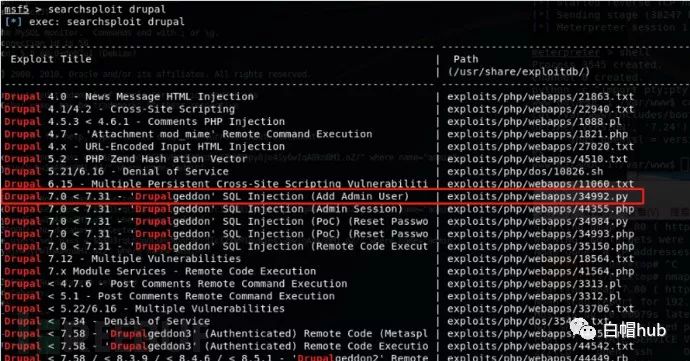 msf5 > searchsploit drupal
[*] exec: searchsploit drupal
Exploit Title | Path
| (/usr/share/exploitdb/)
Drupal 4.0 - News Message HTML Injection | exploits/php/webapps/21863.txt
Drupal 4.1/4.2 - Cross-Site Scripting | exploits/php/webapps/22940.txt
Drupal 4.5.3 < 4.6.1 - Comments PHP Injection | exploits/php/webapps/1088.pl
Drupal 4.7 - 'Attachment mod_mime' Remote Command Execution | exploits/php/webapps/1821.php
Drupal 4.x - URL-Encoded Input HTML Injection | exploits/php/webapps/27020.txt
Drupal 5.2 - PHP Zend Hash ation Vector | exploits/php/webapps/4510.txt
Drupal 5.21/6.16 - Denial of Service | exploits/php/dos/10826.sh
Drupal 6.15 - Multiple Persistent Cross-Site Scripting Vulnerabiliti | exploits/php/webapps/11060.txt
Drupal 7.0 < 7.31 - 'Drupalgeddon' SQL Injection (Add Admin User) | exploits/php/webapps/34992.py
Drupal 7.0 < 7.31 - 'Drupalgeddon' SQL Injection (Admin Session) | exploits/php/webapps/44355.php
Drupal 7.0 < 7.31 - 'Drupalgeddon' SQL Injection (PoC) (Reset Passwo | exploits/php/webapps/34984.py
Drupal 7.0 < 7.31 - 'Drupalgeddon' SQL Injection (PoC) (Reset Passwo | exploits/php/webapps/34993.php
Drupal 7.0 < 7.31 - 'Drupalgeddon' SQL Injection (Remote Code Execut | exploits/php/webapps/35150.php
Drupal 7.12 - Multiple Vulnerabilities | exploits/php/webapps/18564.txt
Drupal 7.x Module Services - Remote Code Execution | exploits/php/webapps/41564.php
Drupal < 4.7.6 - Post Comments Remote Command Execution | exploits/php/webapps/3313.pl
Drupal < 5.1 - Post Comments Remote Command Execution | exploits/php/webapps/3312.pl
Drupal < 5.22/6.16 - Multiple Vulnerabilities | exploits/php/webapps/33706.txt
Drupal < 7.34 - Denial of Service | exploits/php/dos/
Drupal < 7.58 - 'Drupalgeddon3' (Authenticated) Remote Code (Metaspl | exploits/php/webapps/
Drupal < 7.58 - 'Drupalgeddon3' (Authenticated) Remote Code Executio | exploits/php/webapps/44542.txt
Drupal < 7.58 / < 8.3.9 / < 8.4.6 / < 8.5.1 - 'Drupalgeddon2' Remote | exploits/php/webapps/
白帽hub